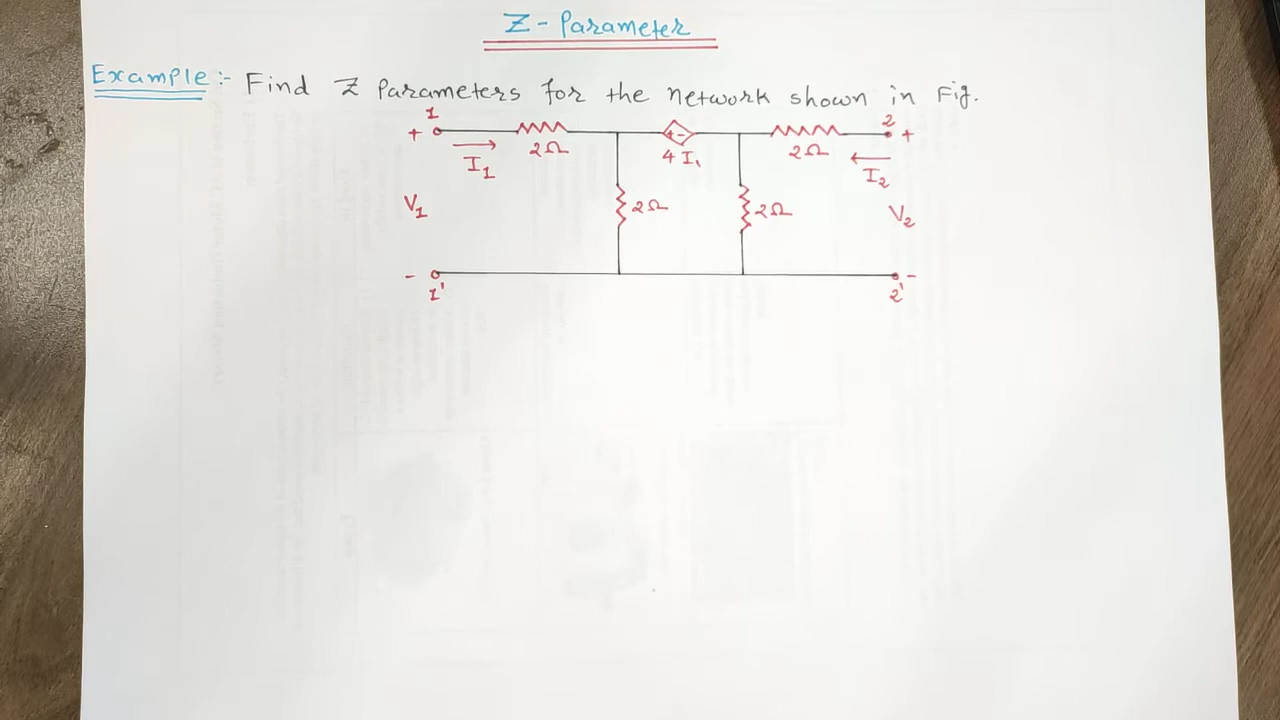 Z - Parameter
Example :- Find Z Parameters for the network shown in Fig.
1
2
+
+
2Ω
4 I₁
2Ω
I₁
I₂
V₁
2Ω
2Ω
V₂
-
-
1'
2'